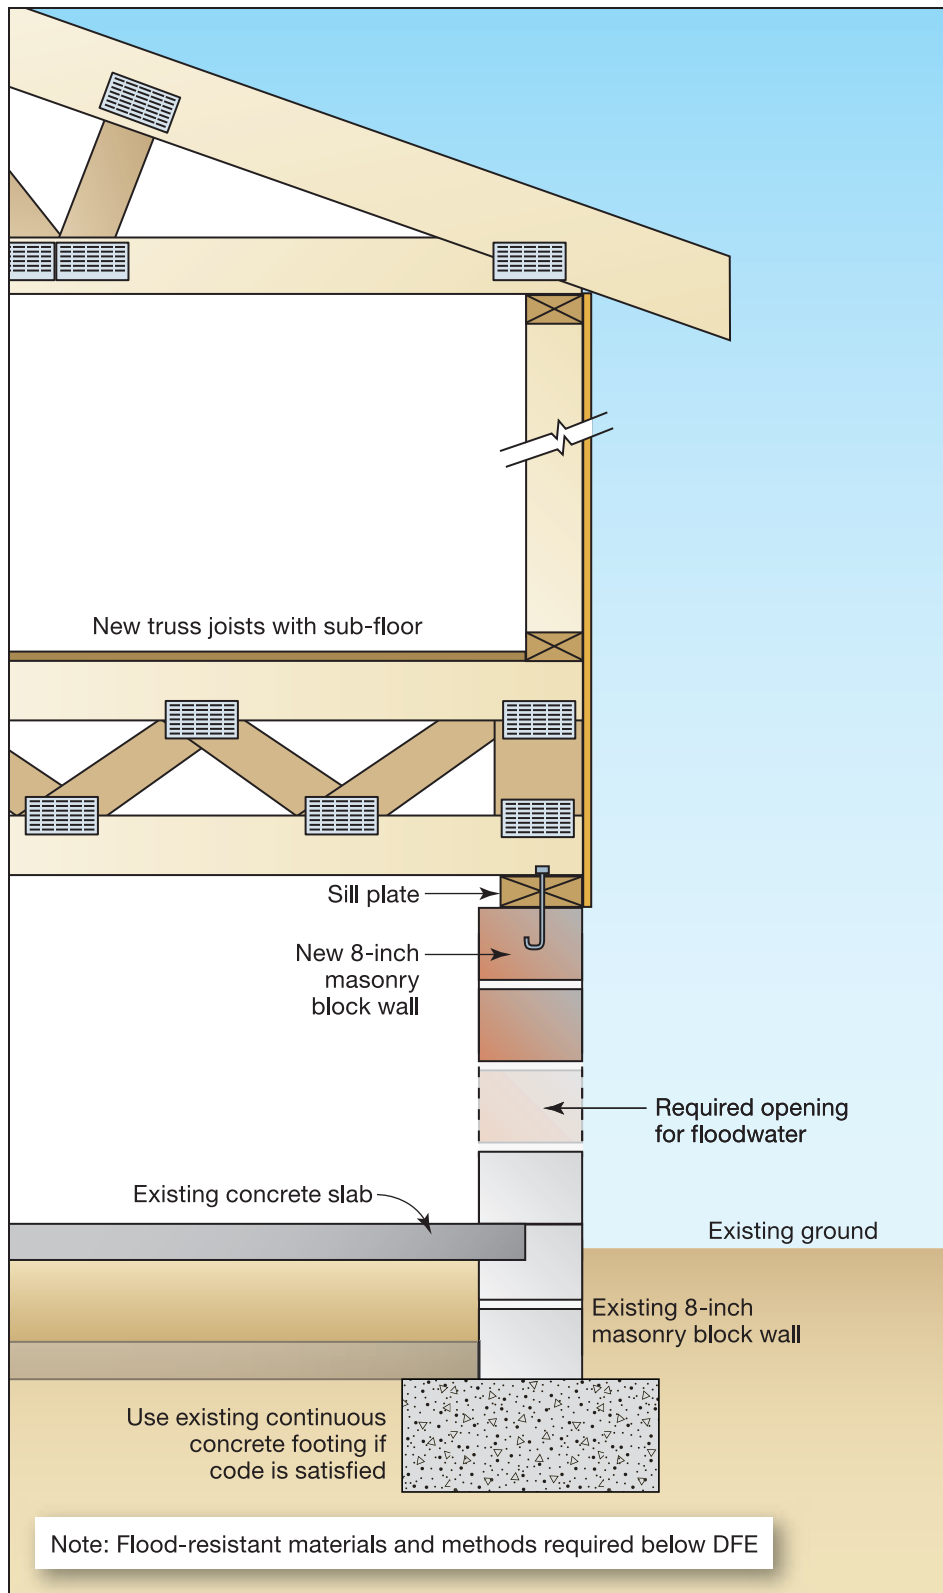 New truss joists with sub-floor
Sill plate
New 8-inch
masonry
block wall
Required opening
for floodwater
Existing concrete slab
Existing ground
Existing 8-inch
masonry block wall
Use existing continuous
concrete footing if
code is satisfied
Note: Flood-resistant materials and methods required below DFE